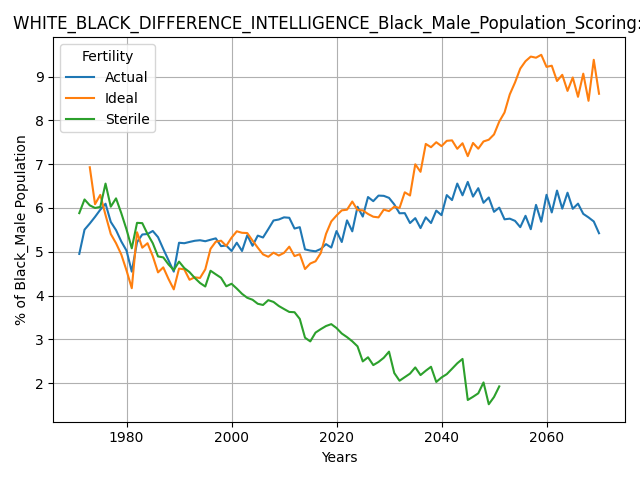 WHITE_BLACK_DIFFERENCE_INTELLIGENCE_Black_Male_Population_Scoring:
Fertility
Actual
Ideal
Sterile
% of Black_Male Population
9
8
7
6
5
4
3
2
1980 2000 2020 2040 2060
Years